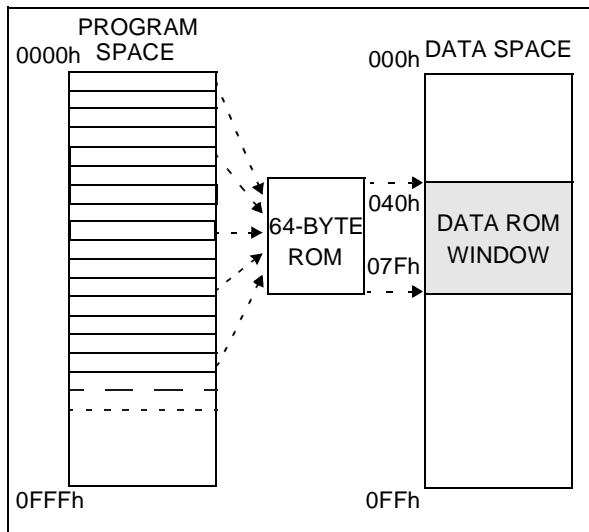 PROGRAM
SPACE
0000h
0FFFh
64-BYTE
ROM
000h
DATA SPACE
040h
07Fh
DATA ROM
WINDOW
0FFh